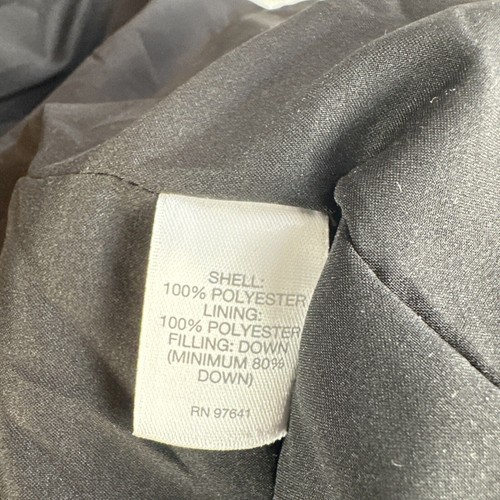 SHELL:
100% POLYESTER
LINING:
100% POLYESTER
FILLING: DOWN
(MINIMUM 80%
DOWN)
RN 97641